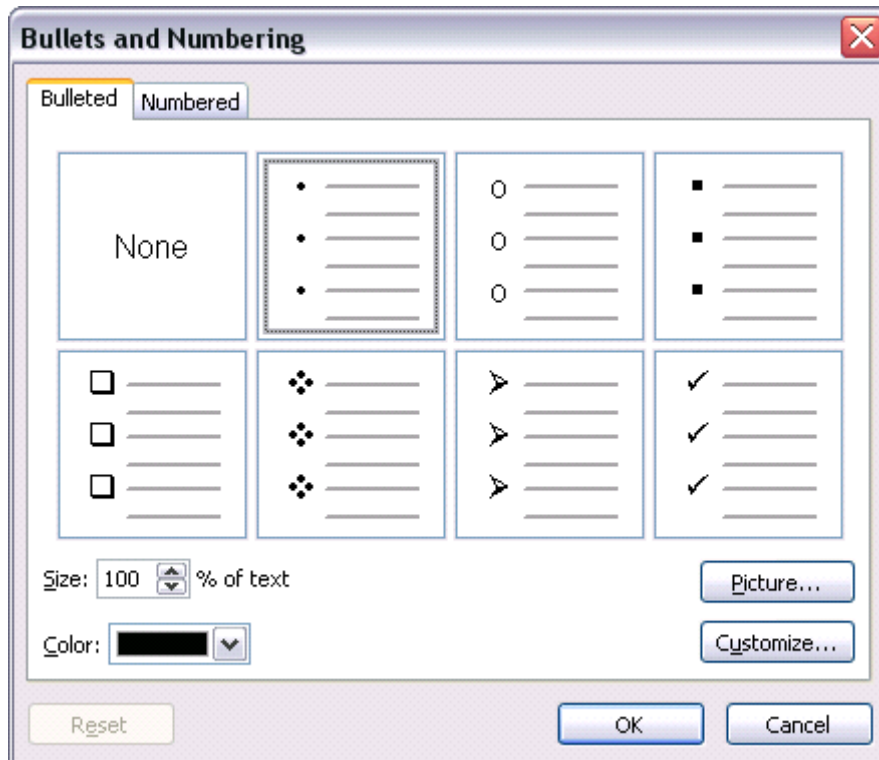 Bullets and Numbering
Bulleted
Numbered
None
Size: 100 % of text
Picture...
Color:
Customize...
Reset
OK
Cancel